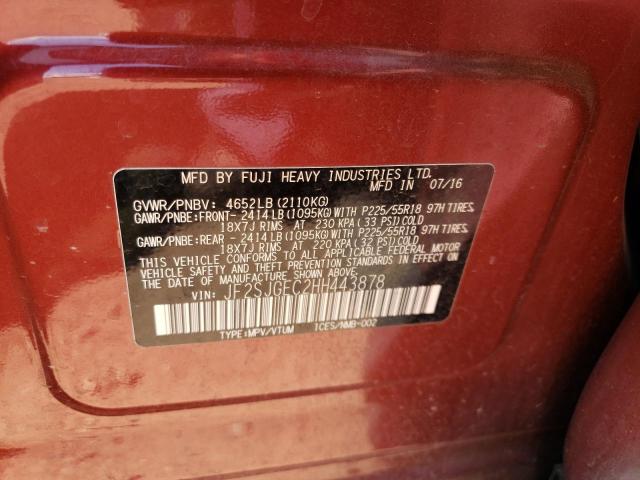 MFD BY FUJI HEAVY INDUSTRIES LTD.
MFD IN 07/16
GVWR/PNBV: 4652LB (2110KG)
GAWR/PNBE:FRONT- 2414LB(1095KG)WITH P225/55R18 97H TIRES,
18X7J RIMS AT 230 KPA (33 PSI)COLD
GAWR/PNBE:REAR - 2414LB(1095KG)WITH P225/55R18 97H TIRES,
18X7J RIMS AT 220 KPA (32 PSI)COLD
THIS VEHICLE CONFORMS TO ALL APPLICABLE FEDERAL MOTOR
VEHICLE SAFETY AND THEFT PREVENTION STANDARDS IN EFFECT ON
THE DATE OF MANUFACTURE SHOWN ABOVE.
VIN: JF2SJGEC2HH443878
TYPE:MPV/VTUM ICES/NMB-002